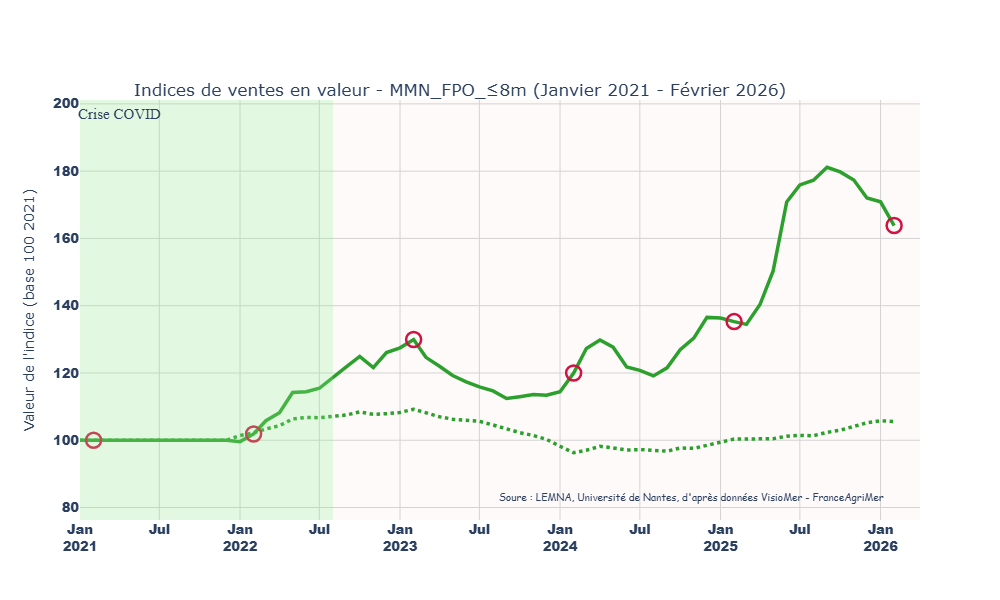 Indices de ventes en valeur - MMN_FPO_≤8m (Janvier 2021 - Février 2026)
Crise COVID
Valeur de l'indice (base 100 2021)
200
180
160
140
120
100
80
Soure : LEMNA, Université de Nantes, d'après données VisioMer - FranceAgriMer
Jan Jul Jan Jul Jan Jul Jan Jul Jan Jul Jan
2021 2022 2023 2024 2025 2026